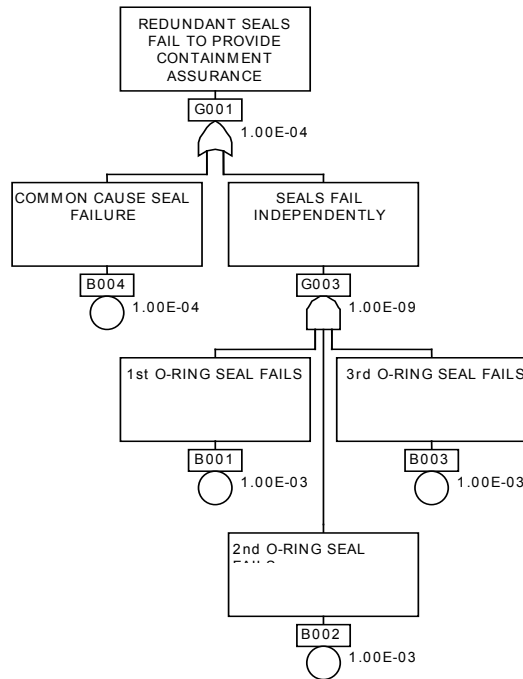 REDUNDANT SEALS
FAIL TO PROVIDE
CONTAINMENT
ASSURANCE
G001
1.00E-04
COMMON CAUSE SEAL
FAILURE
B004
1.00E-04
SEALS FAIL
INDEPENDENTLY
G003
1.00E-09
1st O-RING SEAL FAILS
B001
1.00E-03
3rd O-RING SEAL FAILS
B003
1.00E-03
2nd O-RING SEAL
FAILS
B002
1.00E-03